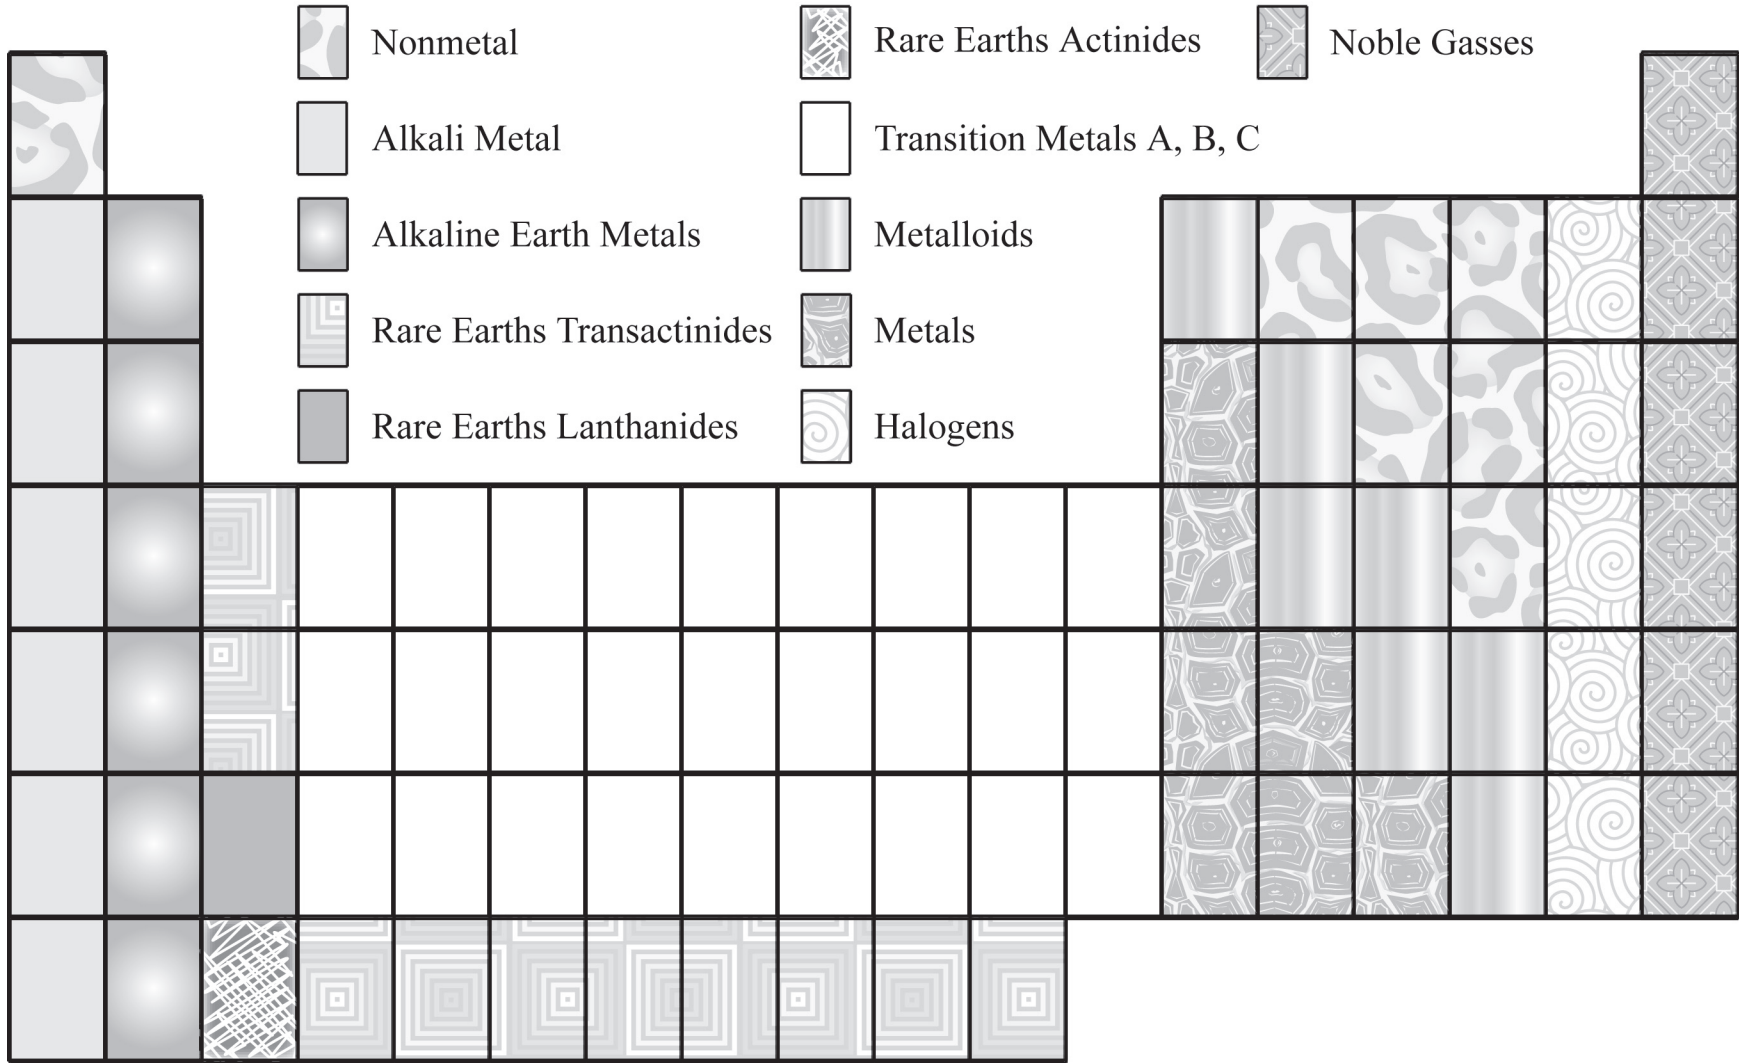 Nonmetal
Alkali Metal
Alkaline Earth Metals
Rare Earths Transactinides
Rare Earths Lanthanides
Rare Earths Actinides
Transition Metals A, B, C
Metalloids
Metals
Halogens
Noble Gasses